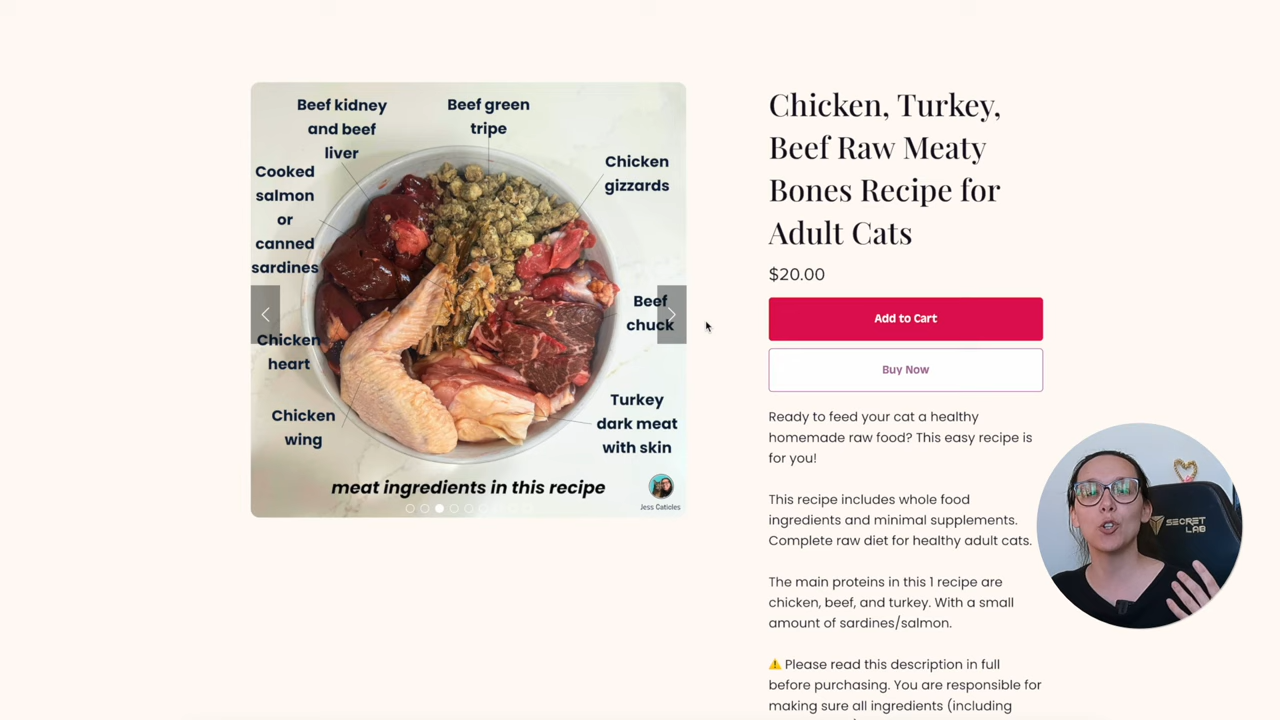 Beef kidney
and beef
liver
Beef green
tripe
Chicken
gizzards
Cooked
salmon
or
canned
sardines
Beef
chuck
Chicken
heart
Turkey
dark meat
with skin
Chicken
wing
meat ingredients in this recipe
Jess Caticles
Chicken, Turkey,
Beef Raw Meaty
Bones Recipe for
Adult Cats
$20.00
Add to Cart
Buy Now
Ready to feed your cat a healthy
homemade raw food? This easy recipe is
for you!
This recipe includes whole food
ingredients and minimal supplements.
Complete raw diet for healthy adult cats.
The main proteins in this 1 recipe are
chicken, beef, and turkey. With a small
amount of sardines/salmon.
⚠️ Please read this description in full
before purchasing. You are responsible for
making sure all ingredients (including
SECRET
LAB